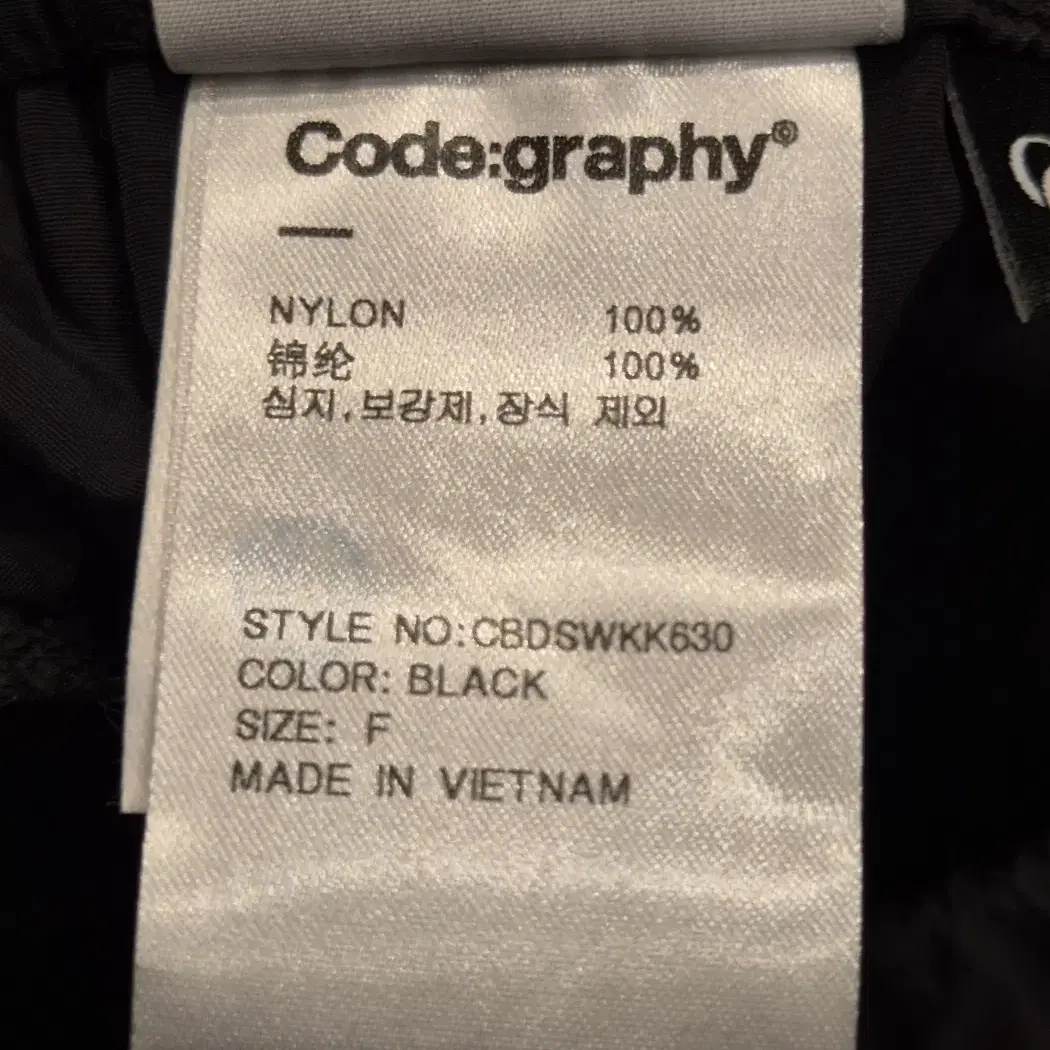 Code:graphy©
NYLON 100%
锦纶 100%
심지,보강제,장식 제외
STYLE NO:CBDSWKK630
COLOR: BLACK
SIZE: F
MADE IN VIETNAM